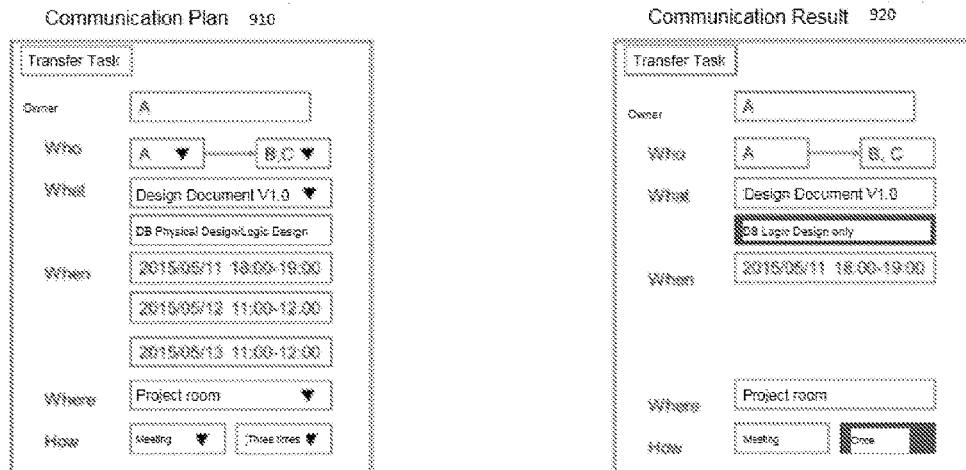 Communication Plan 910
Transfer Task
Owner A
Who A B,C
What Design Document V1.0
DB Physical Design/Logic Design
When 2015/05/11 18:00-19:00
2015/05/12 11:00-12:00
2015/05/13 11:00-12:00
Where Project room
How Meeting Three times
Communication Result 920
Transfer Task
Owner A
Who A B, C
What Design Document V1.0
DB Logic Design only
When 2015/05/11 18:00-19:00
Where Project room
How Meeting Once